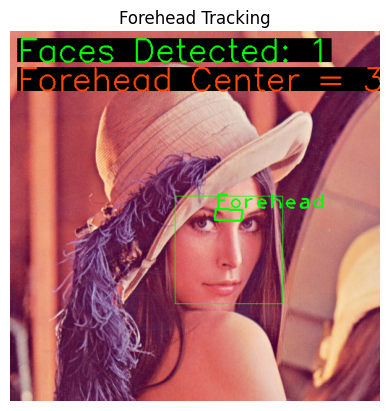 Forehead Tracking
Faces Detected: 1
Forehead Center = 3
Forehead